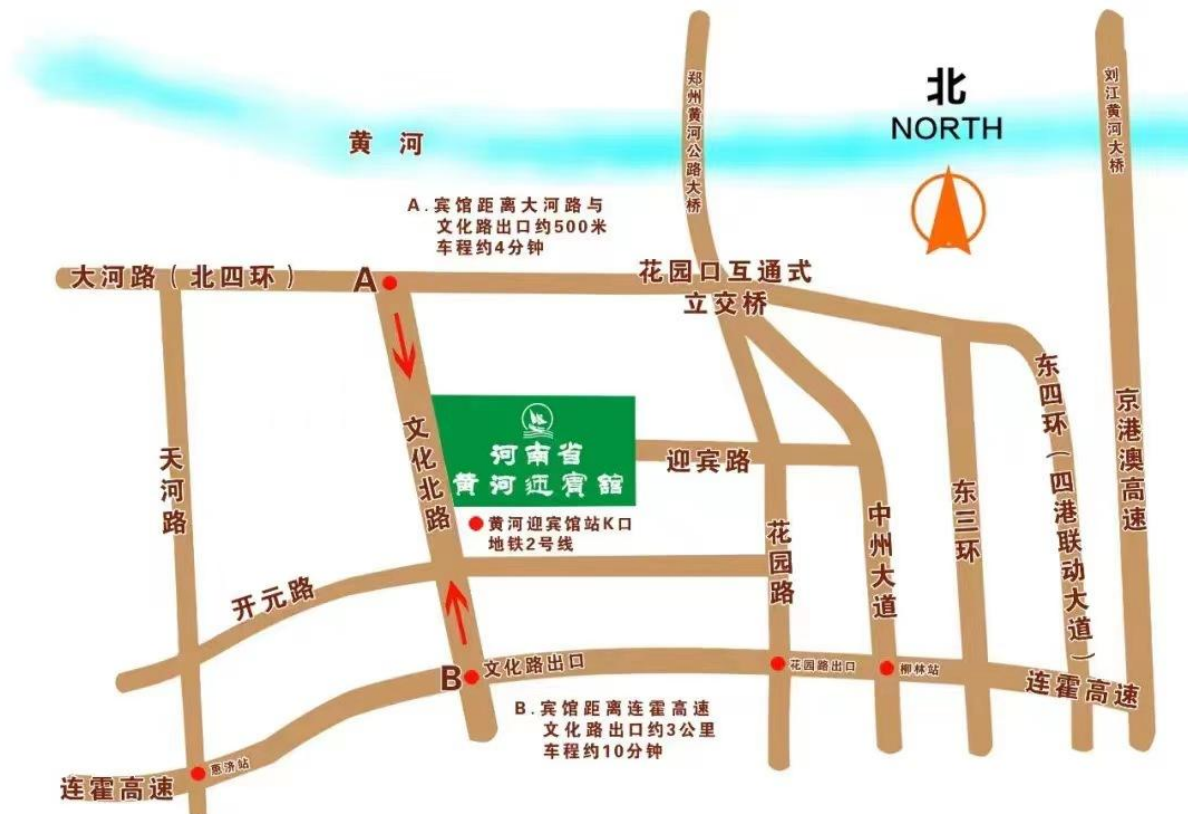 北
NORTH
郑州黄河公路大桥
刘江黄河大桥
黄河
A.宾馆距离大河路与
文化路出口约500米
车程约4分钟
大河路(北四环)
A
花园口互通式
立交桥
东四环(四港联动大道)
京港澳高速
文化北路
河南省
黄河迎賓館
迎宾路
天河路
东三环
中州大道
花园路
黄河迎宾馆站K口
地铁2号线
开元路
B
文化路出口
花园路出口
柳林站
连霍高速
B.宾馆距离连霍高速
文化路出口约3公里
车程约10分钟
惠济站
连霍高速